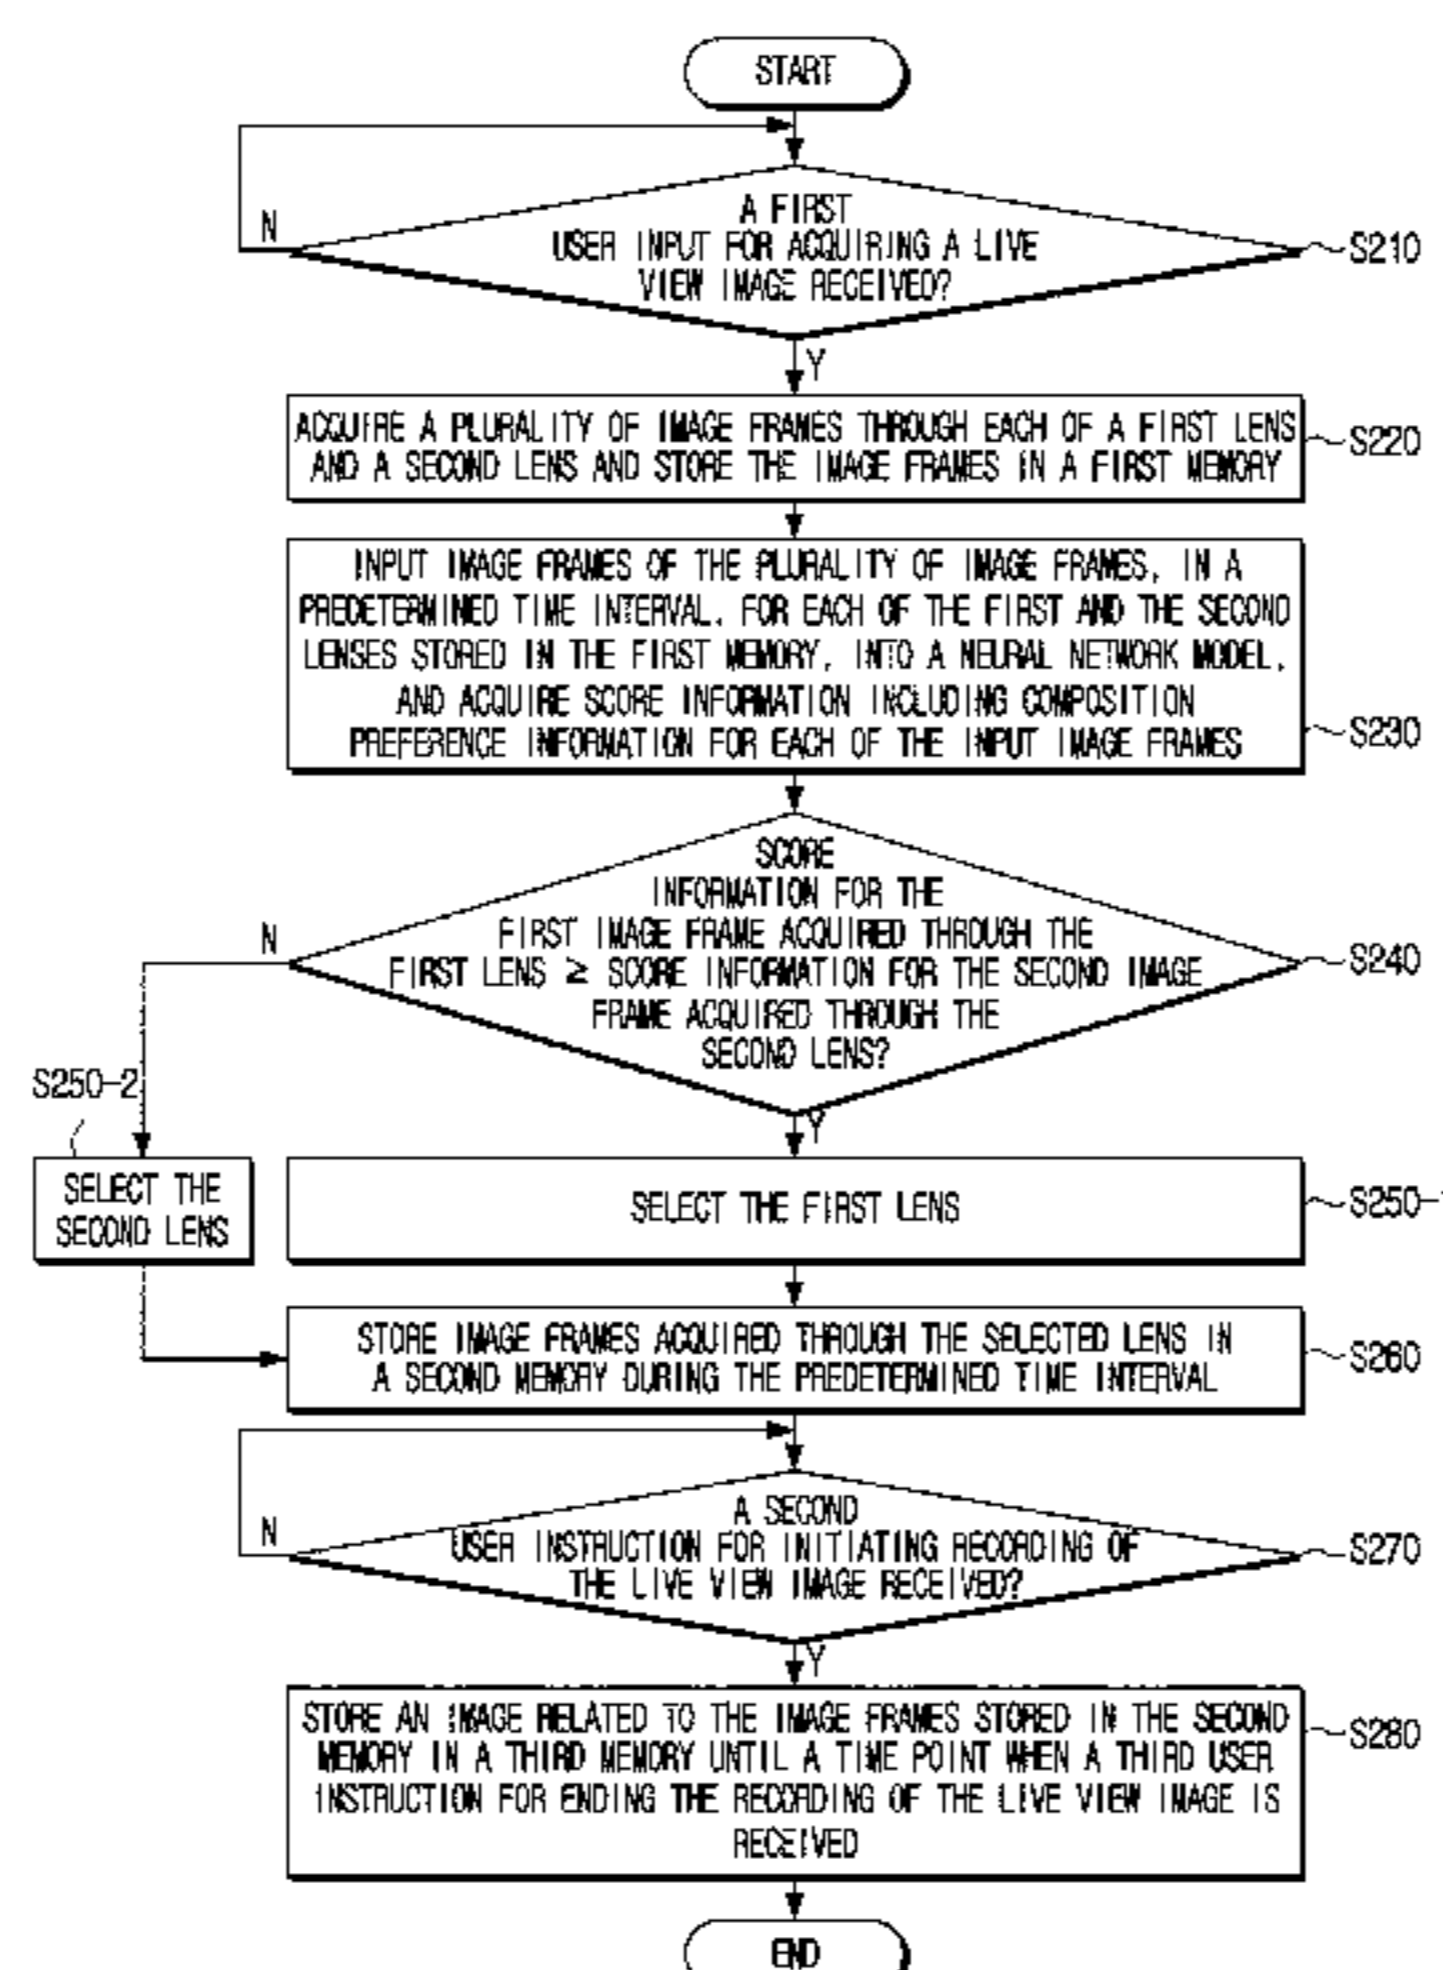 START
N
A FIRST
USER INPUT FOR ACQUIRING A LIVE
VIEW IMAGE RECEIVED?
S210
Y
ACQUIRE A PLURALITY OF IMAGE FRAMES THROUGH EACH OF A FIRST LENS
AND A SECOND LENS AND STORE THE IMAGE FRAMES IN A FIRST MEMORY
S220
INPUT IMAGE FRAMES OF THE PLURALITY OF IMAGE FRAMES, IN A
PREDETERMINED TIME INTERVAL, FOR EACH OF THE FIRST AND THE SECOND
LENSES STORED IN THE FIRST MEMORY, INTO A NEURAL NETWORK MODEL,
AND ACQUIRE SCORE INFORMATION INCLUDING COMPOSITION
PREFERENCE INFORMATION FOR EACH OF THE INPUT IMAGE FRAMES
S230
SCORE
INFORMATION FOR THE
FIRST IMAGE FRAME ACQUIRED THROUGH THE
FIRST LENS ≥ SCORE INFORMATION FOR THE SECOND IMAGE
FRAME ACQUIRED THROUGH THE
SECOND LENS?
N
S240
Y
S250-2
SELECT THE
SECOND LENS
SELECT THE FIRST LENS
S250-
STORE IMAGE FRAMES ACQUIRED THROUGH THE SELECTED LENS IN
A SECOND MEMORY DURING THE PREDETERMINED TIME INTERVAL
S260
N
A SECOND
USER INSTRUCTION FOR INITIATING RECORDING OF
THE LIVE VIEW IMAGE RECEIVED?
S270
Y
STORE AN IMAGE RELATED TO THE IMAGE FRAMES STORED IN THE SECOND
MEMORY IN A THIRD MEMORY UNTIL A TIME POINT WHEN A THIRD USER
INSTRUCTION FOR ENDING THE RECORDING OF THE LIVE VIEW IMAGE IS
RECEIVED
S280
END